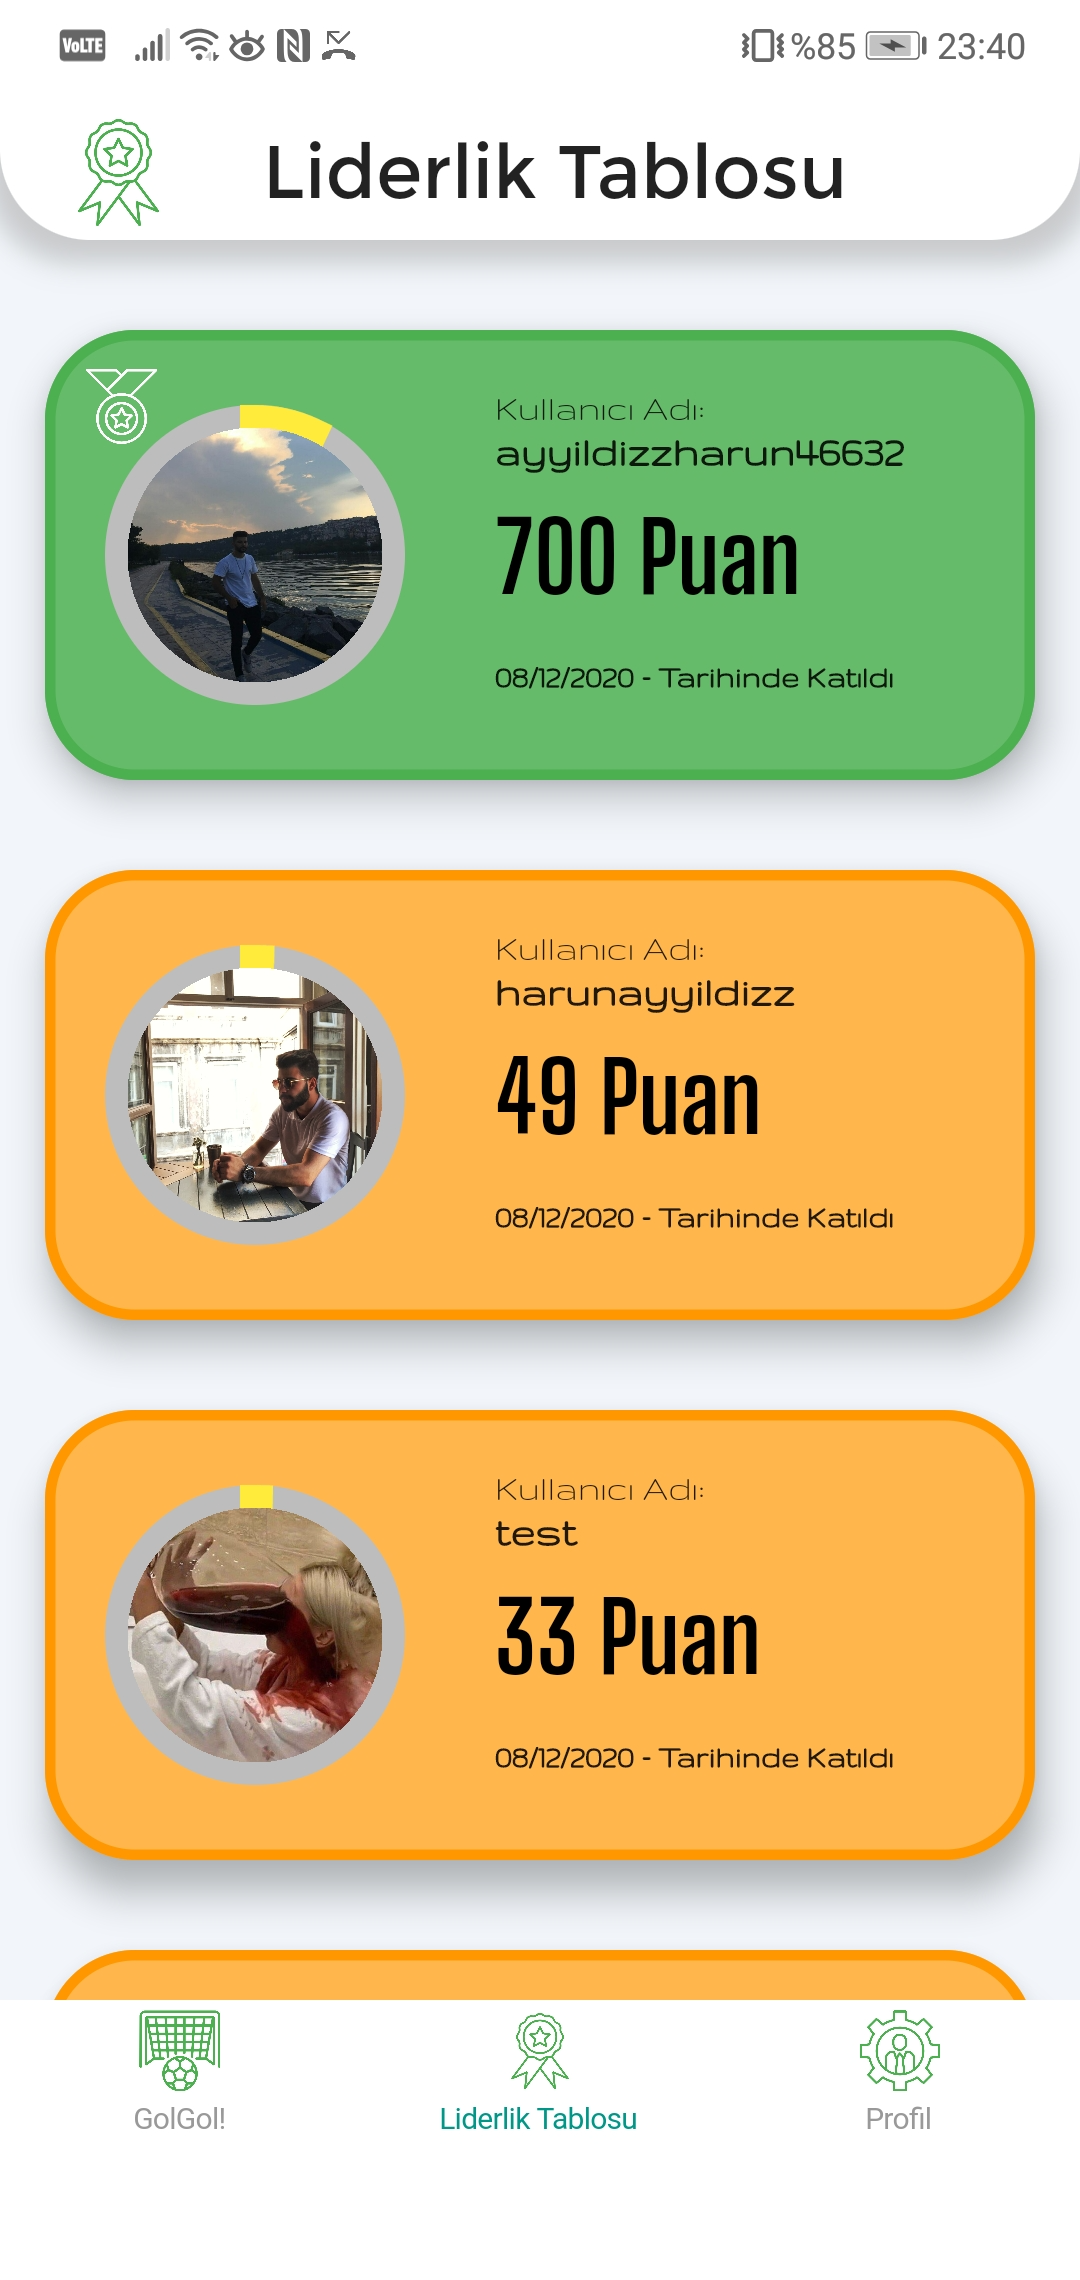 VoLTE %85 23:40
Liderlik Tablosu
Kullanıcı Adı:
ayyildizzharun46632
700 Puan
08/12/2020 - Tarihinde Katıldı
Kullanıcı Adı:
harunayyildizz
49 Puan
08/12/2020 - Tarihinde Katıldı
Kullanıcı Adı:
test
33 Puan
08/12/2020 - Tarihinde Katıldı
GolGol! Liderlik Tablosu Profil